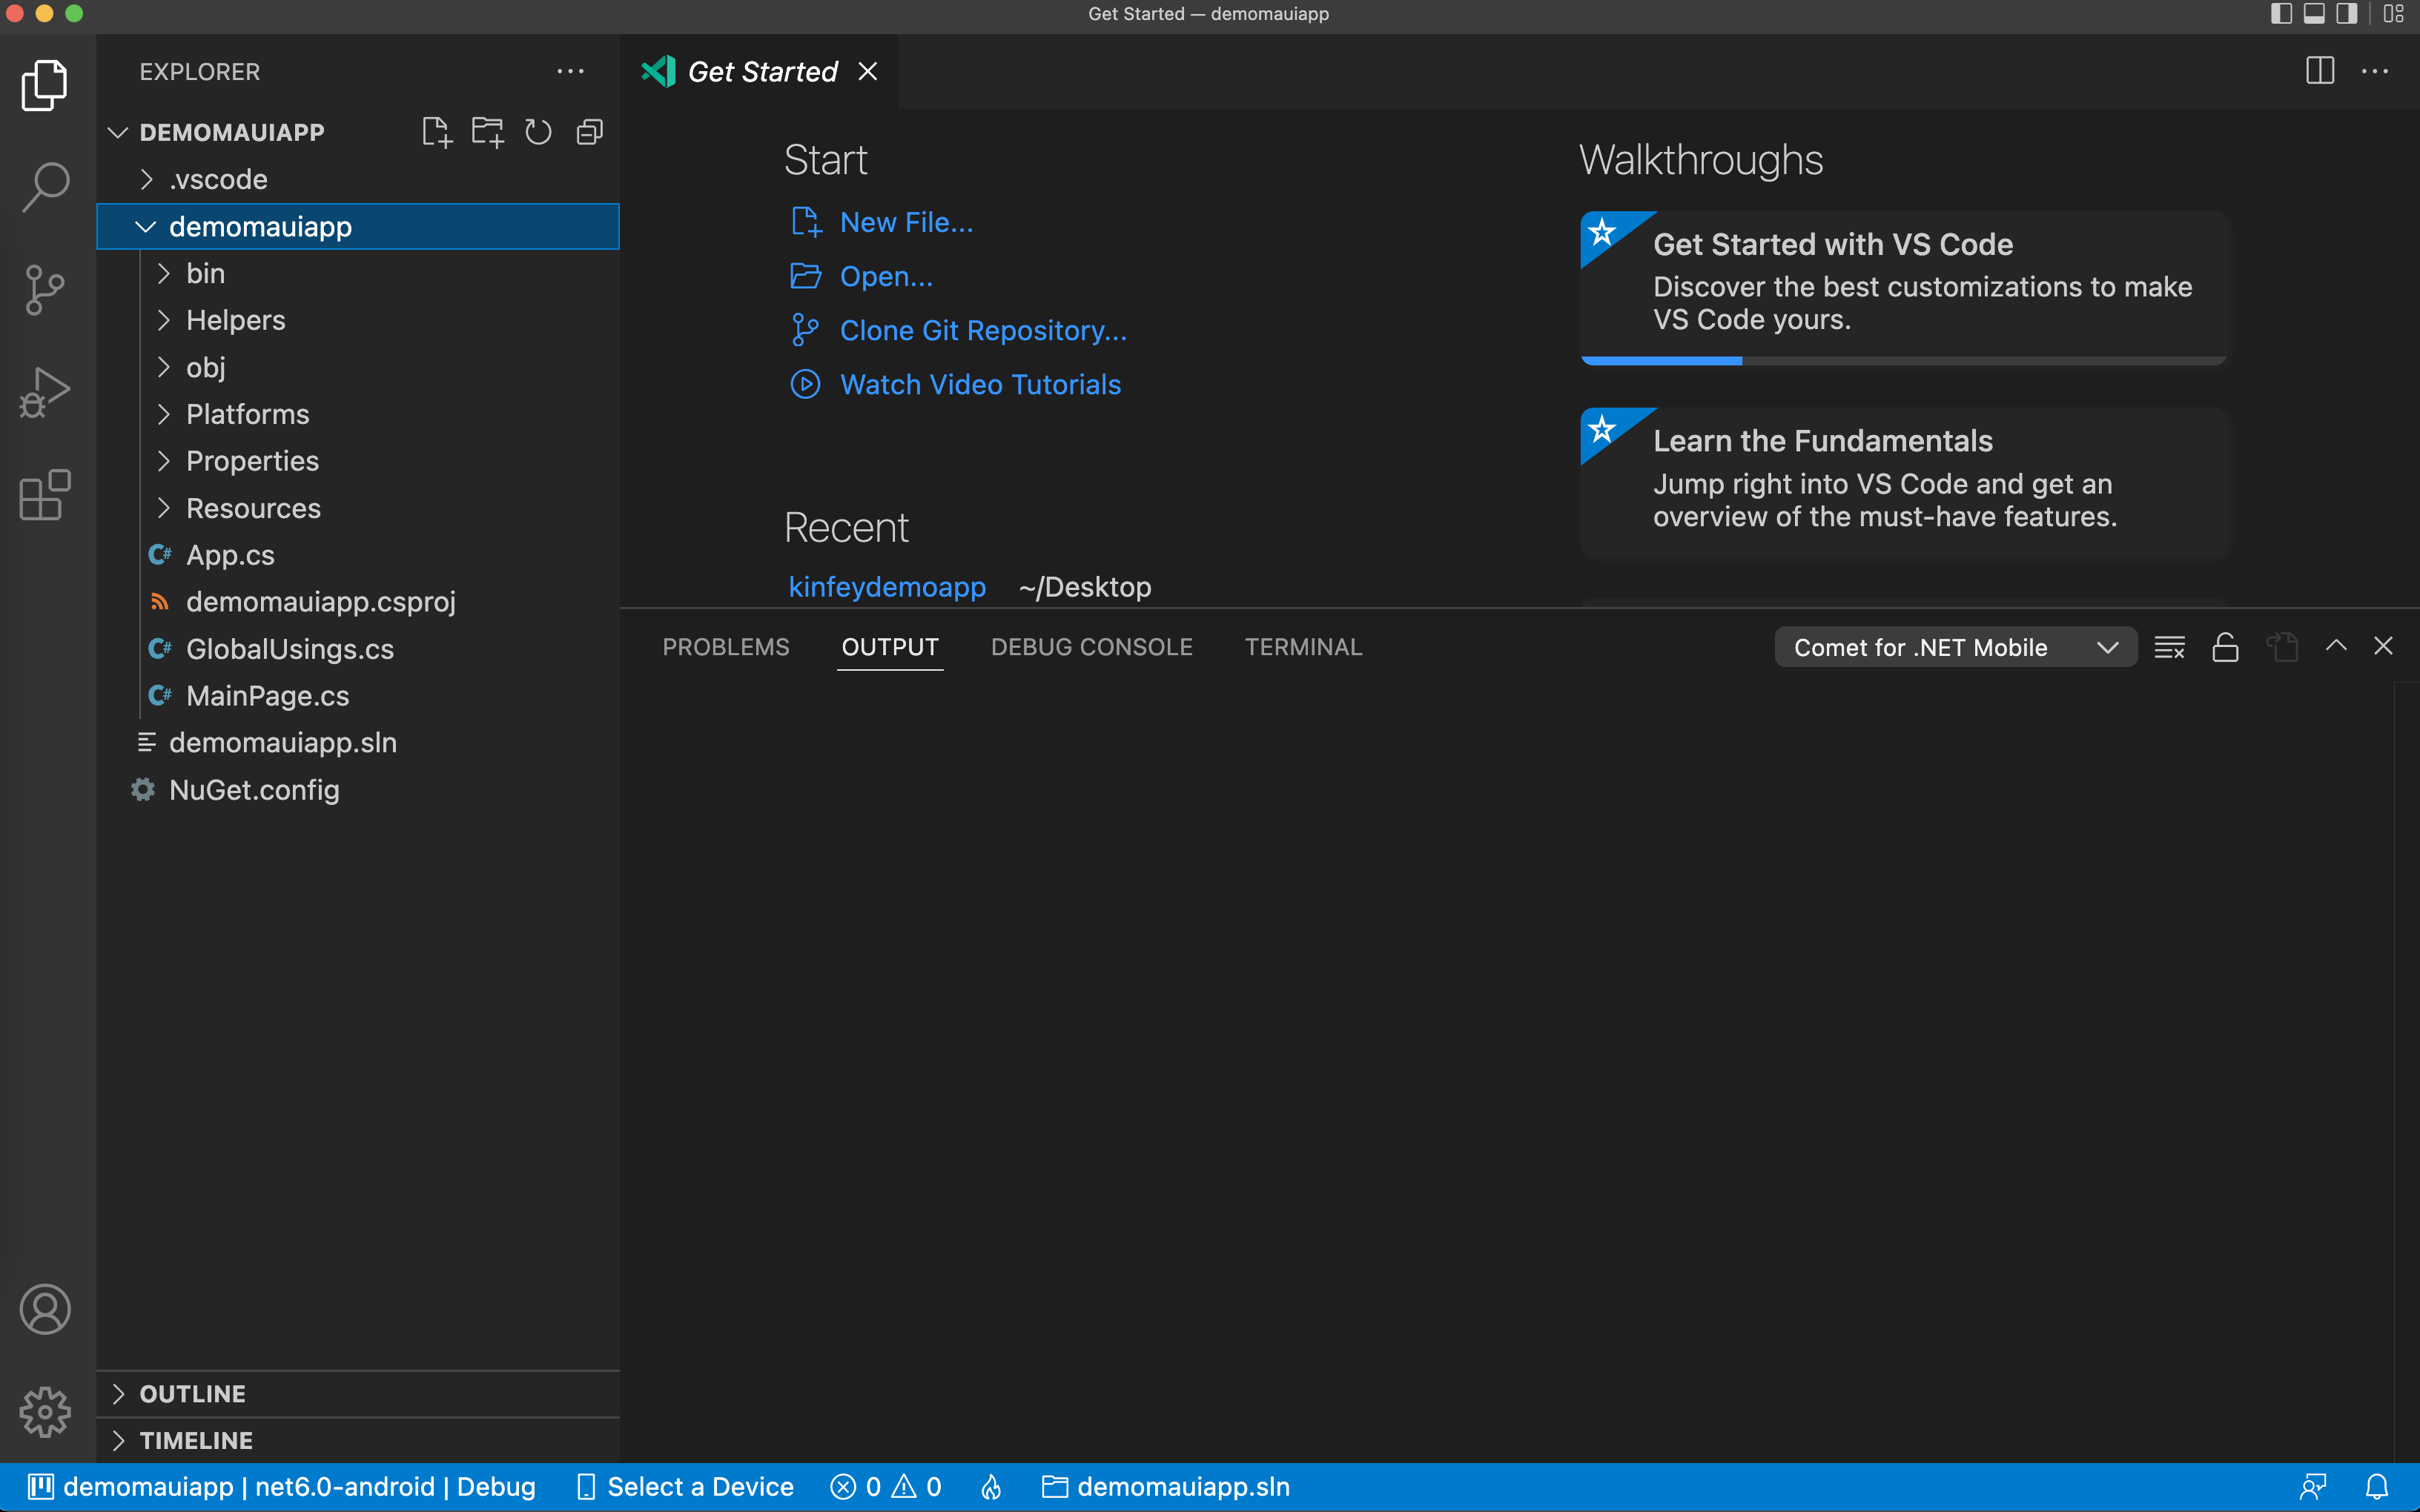 Get Started — demomauiapp
EXPLORER
DEMOMAUIAPP
.vscode
demomauiapp
bin
Helpers
obj
Platforms
Properties
Resources
App.cs
demomauiapp.csproj
GlobalUsings.cs
MainPage.cs
demomauiapp.sln
NuGet.config
OUTLINE
TIMELINE
Get Started
Start
New File...
Open...
Clone Git Repository...
Watch Video Tutorials
Recent
kinfeydemoapp ~/Desktop
Walkthroughs
Get Started with VS Code
Discover the best customizations to make
VS Code yours.
Learn the Fundamentals
Jump right into VS Code and get an
overview of the must-have features.
PROBLEMS OUTPUT DEBUG CONSOLE TERMINAL
Comet for .NET Mobile
demomauiapp | net6.0-android | Debug Select a Device 0 0 demomauiapp.sln